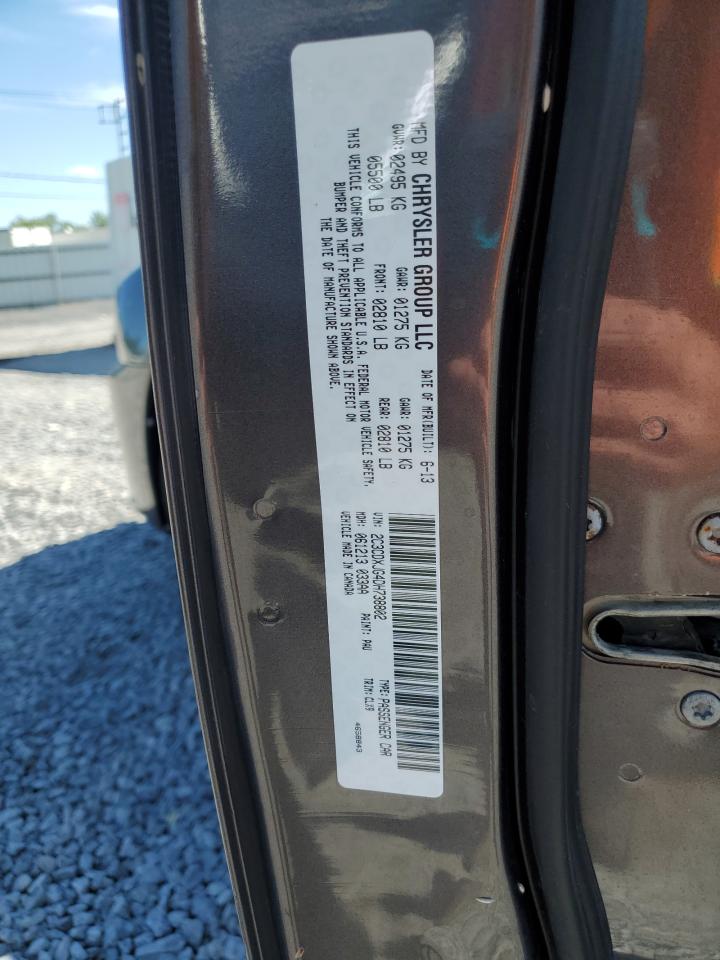 MFD BY CHRYSLER GROUP LLC
DATE OF MFR(BUILT): 6-13
GVWR: 02495 KG GAWR: 01275 KG GAWR: 01275 KG
05500 LB FRONT: 02810 LB REAR: 02810 LB
THIS VEHICLE CONFORMS TO ALL APPLICABLE U.S.A. FEDERAL MOTOR VEHICLE SAFETY,
BUMPER AND THEFT PREVENTION STANDARDS IN EFFECT ON
THE DATE OF MANUFACTURE SHOWN ABOVE.
VIN: 2C3CDXJG4DH738802 TYPE: PASSENGER CAR
MDH: 061213 033AA PAINT: PAU TRIM: CLX9
VEHICLE MADE IN CANADA 4658843